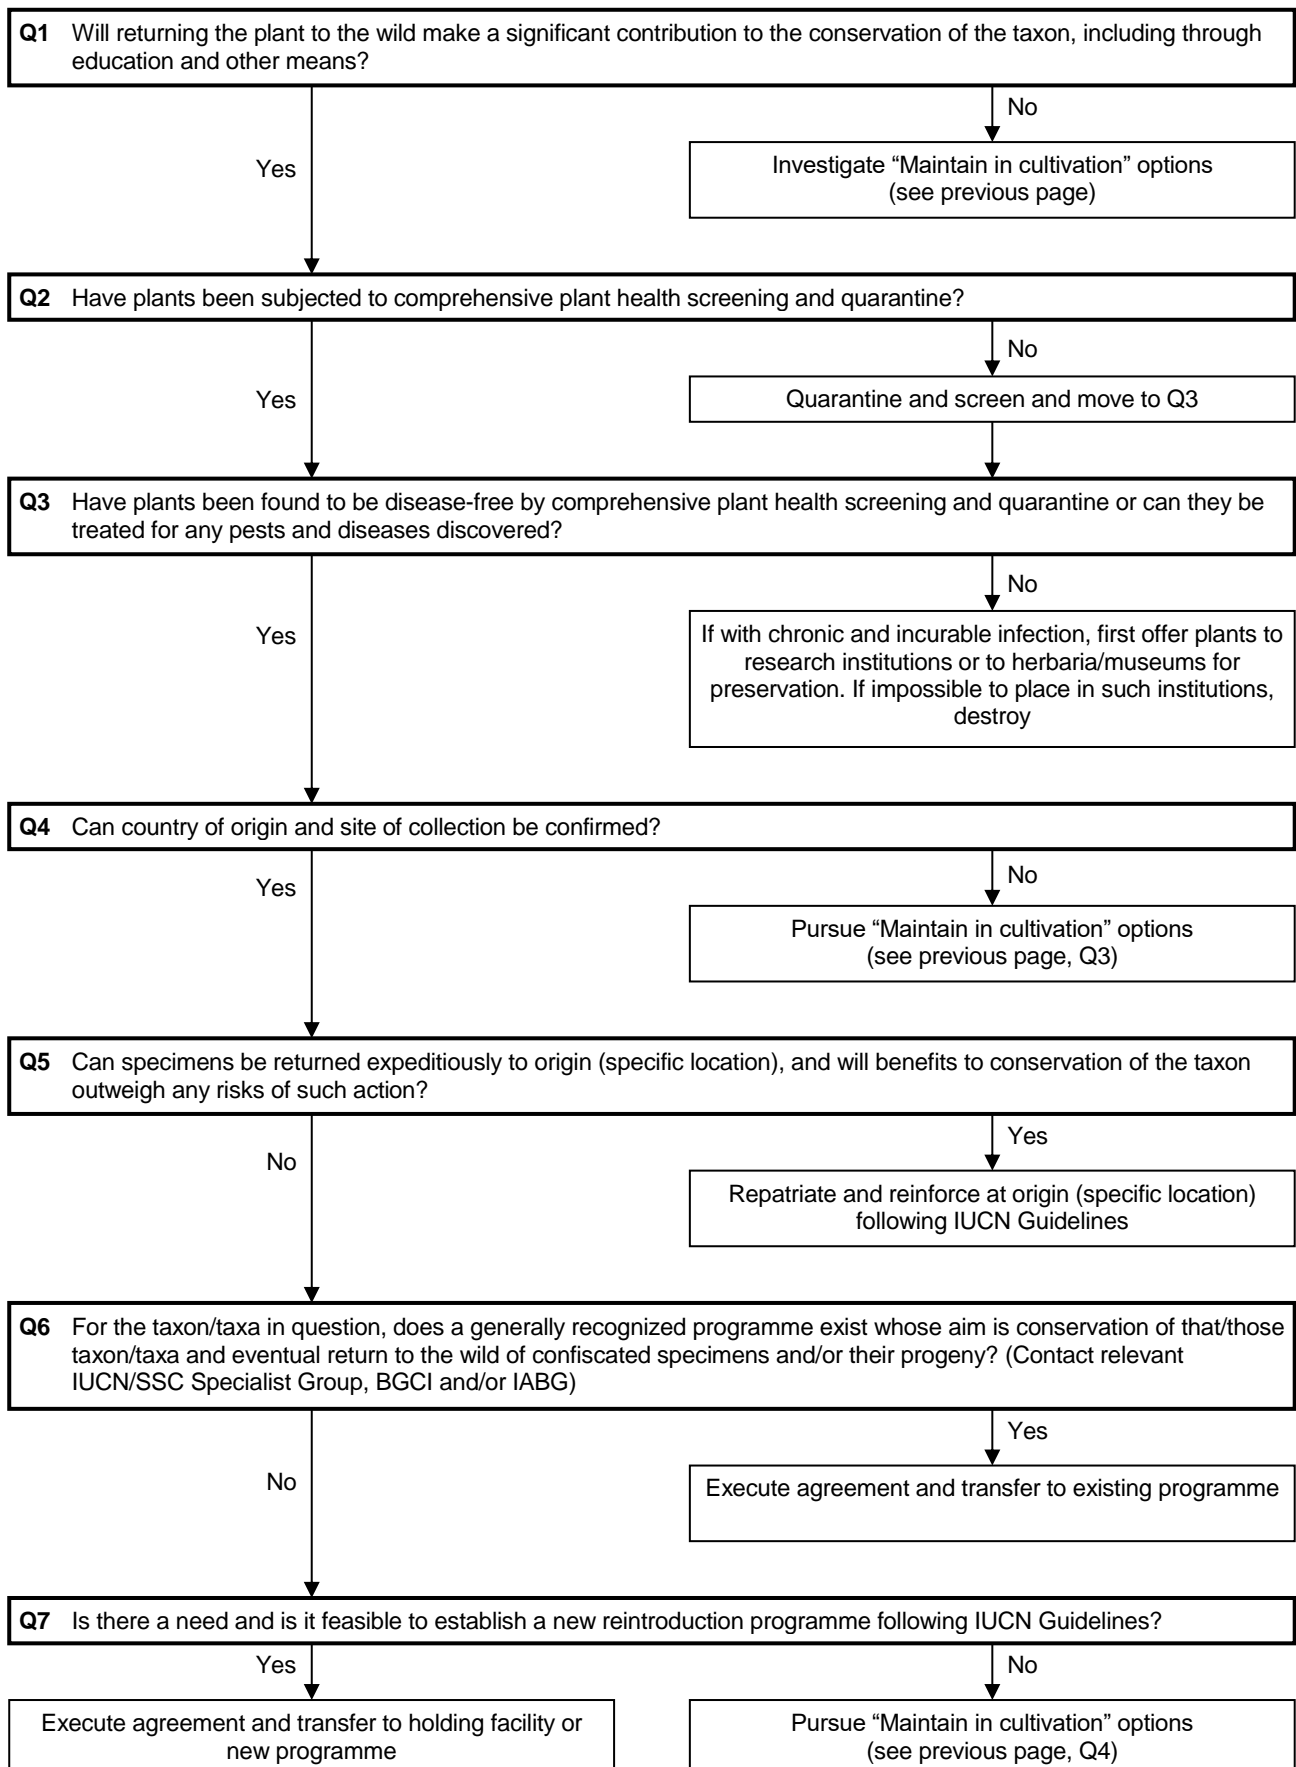 Q1 Will returning the plant to the wild make a significant contribution to the conservation of the taxon, including through
education and other means?
No
Yes
Investigate “Maintain in cultivation” options
(see previous page)
Q2 Have plants been subjected to comprehensive plant health screening and quarantine?
No
Yes
Quarantine and screen and move to Q3
Q3 Have plants been found to be disease-free by comprehensive plant health screening and quarantine or can they be
treated for any pests and diseases discovered?
No
Yes
If with chronic and incurable infection, first offer plants to
research institutions or to herbaria/museums for
preservation. If impossible to place in such institutions,
destroy
Q4 Can country of origin and site of collection be confirmed?
No
Yes
Pursue “Maintain in cultivation” options
(see previous page, Q3)
Q5 Can specimens be returned expeditiously to origin (specific location), and will benefits to conservation of the taxon
outweigh any risks of such action?
Yes
No
Repatriate and reinforce at origin (specific location)
following IUCN Guidelines
Q6 For the taxon/taxa in question, does a generally recognized programme exist whose aim is conservation of that/those
taxon/taxa and eventual return to the wild of confiscated specimens and/or their progeny? (Contact relevant
IUCN/SSC Specialist Group, BGCI and/or IABG)
Yes
No
Execute agreement and transfer to existing programme
Q7 Is there a need and is it feasible to establish a new reintroduction programme following IUCN Guidelines?
Yes
No
Execute agreement and transfer to holding facility or
new programme
Pursue “Maintain in cultivation” options
(see previous page, Q4)